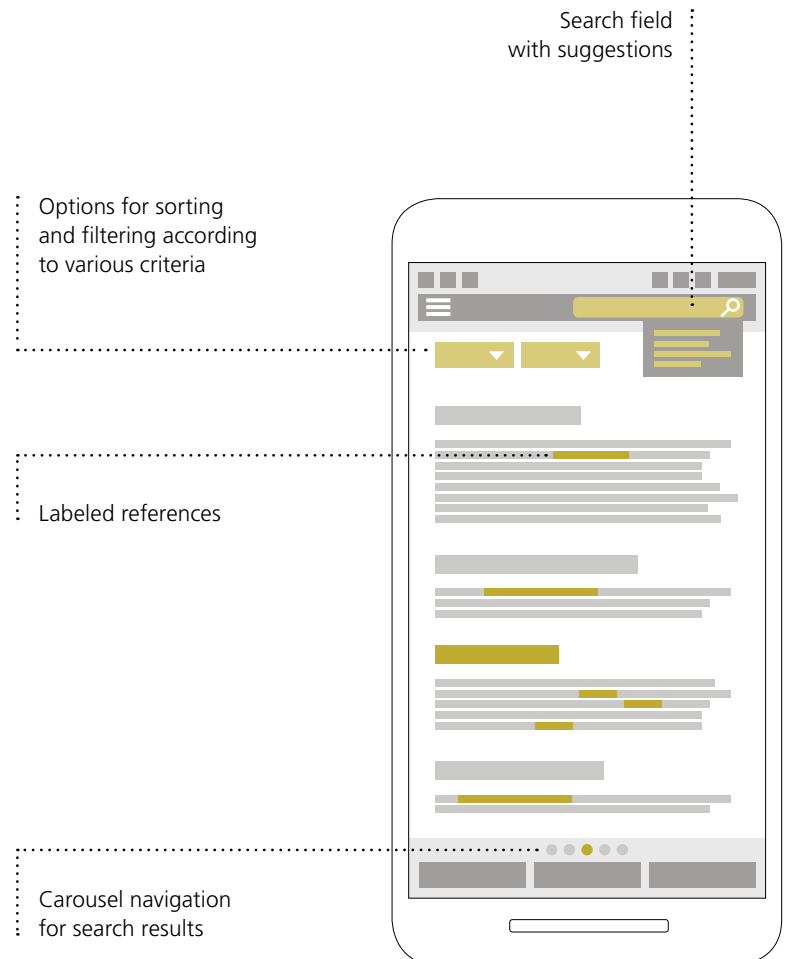 Search field
with suggestions
Options for sorting
and filtering according
to various criteria
Labeled references
Carousel navigation
for search results